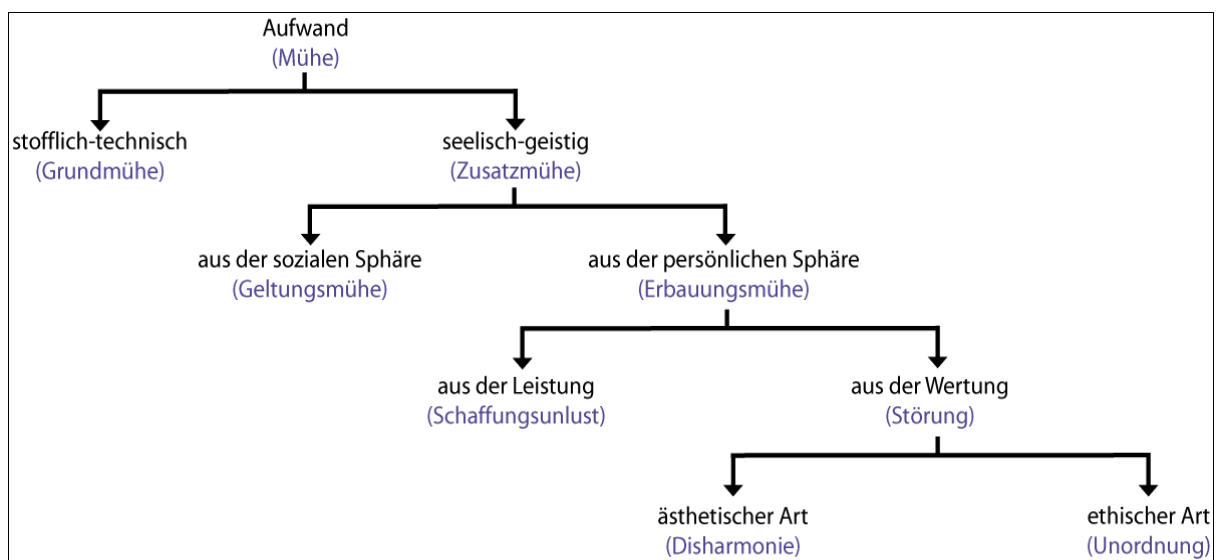 Aufwand
(Mühe)
stofflich-technisch
(Grundmühe)
seelisch-geistig
(Zusatzmühe)
aus der sozialen Sphäre
(Geltungsmühe)
aus der persönlichen Sphäre
(Erbauungsmühe)
aus der Leistung
(Schaffungsunlust)
aus der Wertung
(Störung)
ästhetischer Art
(Disharmonie)
ethischer Art
(Unordnung)